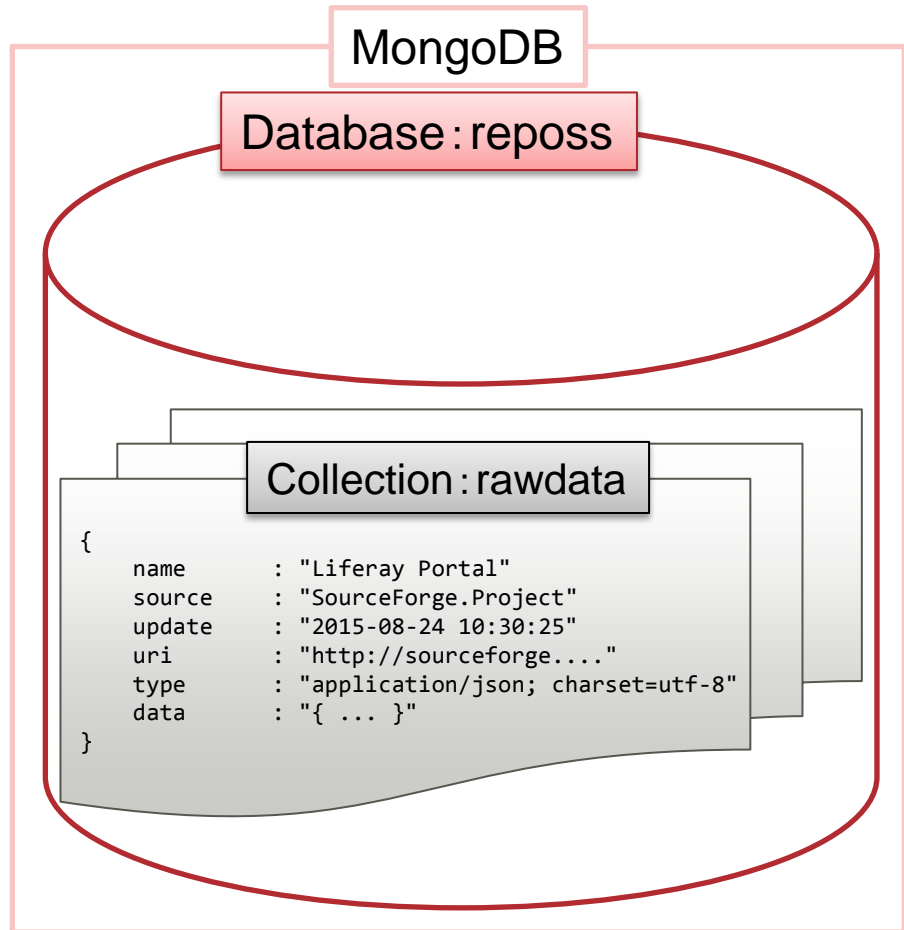 MongoDB
Database：reposs
Collection：rawdata
{
    name      : "Liferay Portal"
    source    : "SourceForge.Project"
    update    : "2015-08-24 10:30:25"
    uri       : "http://sourceforge...."
    type      : "application/json; charset=utf-8"
    data      : "{ ... }"
}